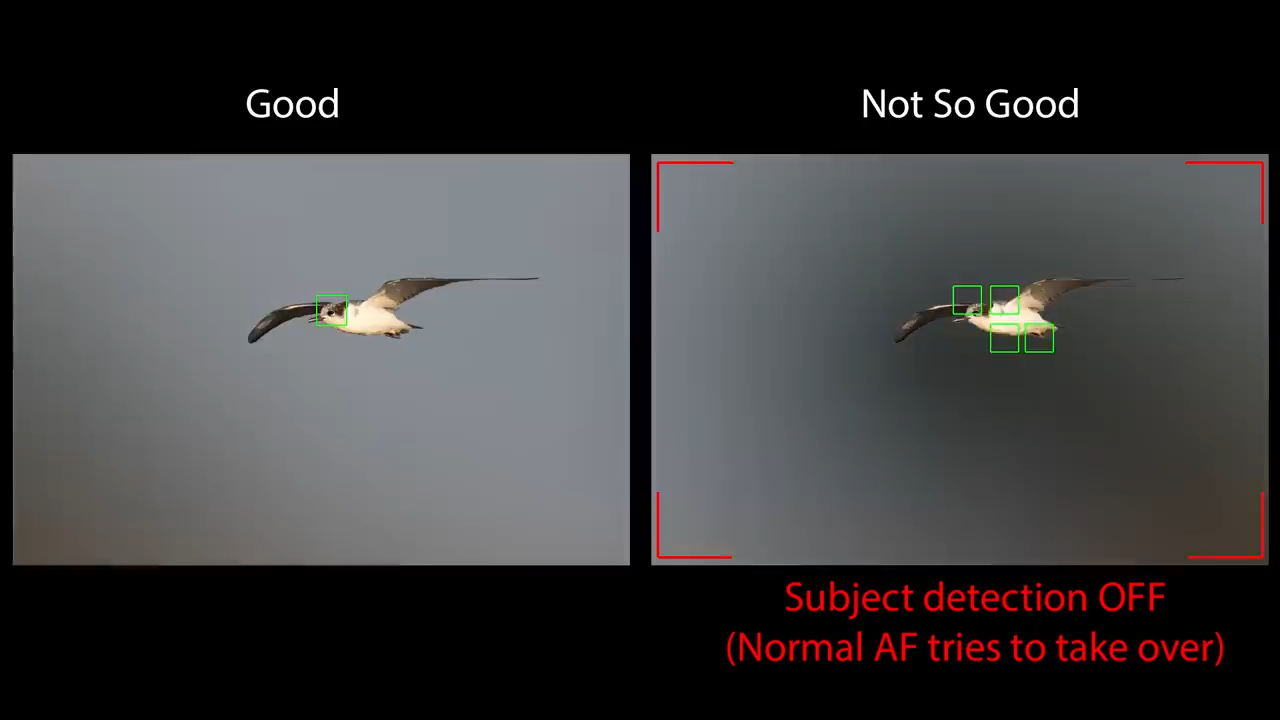 Good
Not So Good
Subject detection OFF
(Normal AF tries to take over)